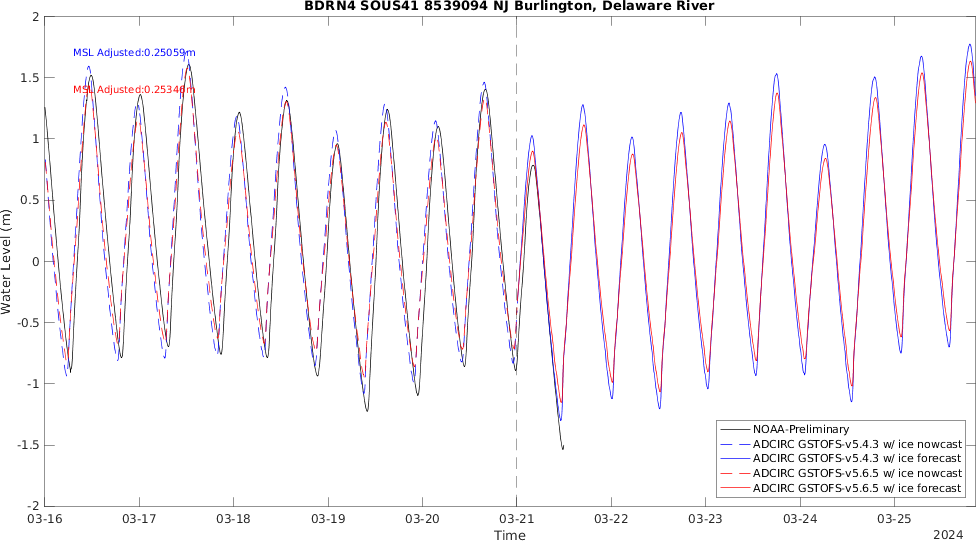 BDRN4 SOUS41 8539094 NJ Burlington, Delaware River
2
1.5
1
0.5
0
-0.5
-1
-1.5
-2
Water Level (m)
MSL Adjusted:0.25059m
MSL Adjusted:0.25346m
NOAA-Preliminary
ADCIRC GSTOFS-v5.4.3 w/ ice nowcast
ADCIRC GSTOFS-v5.4.3 w/ ice forecast
ADCIRC GSTOFS-v5.6.5 w/ ice nowcast
ADCIRC GSTOFS-v5.6.5 w/ ice forecast
03-16 03-17 03-18 03-19 03-20 03-21 03-22 03-23 03-24 03-25
Time
2024